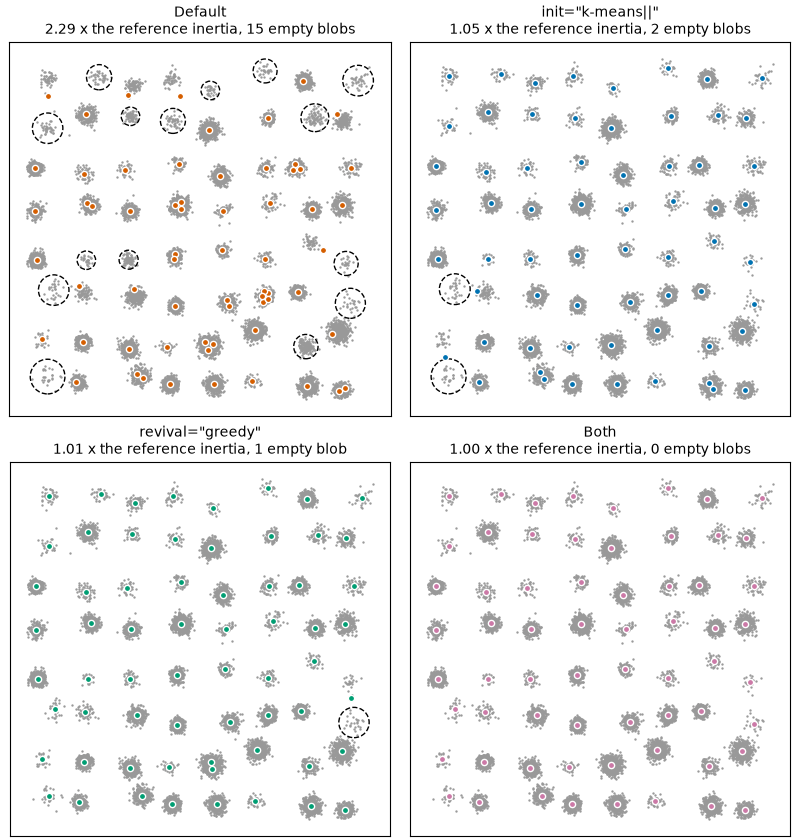 Default
2.29 x the reference inertia, 15 empty blobs
init="k-means||"
1.05 x the reference inertia, 2 empty blobs
revival="greedy"
1.01 x the reference inertia, 1 empty blob
Both
1.00 x the reference inertia, 0 empty blobs